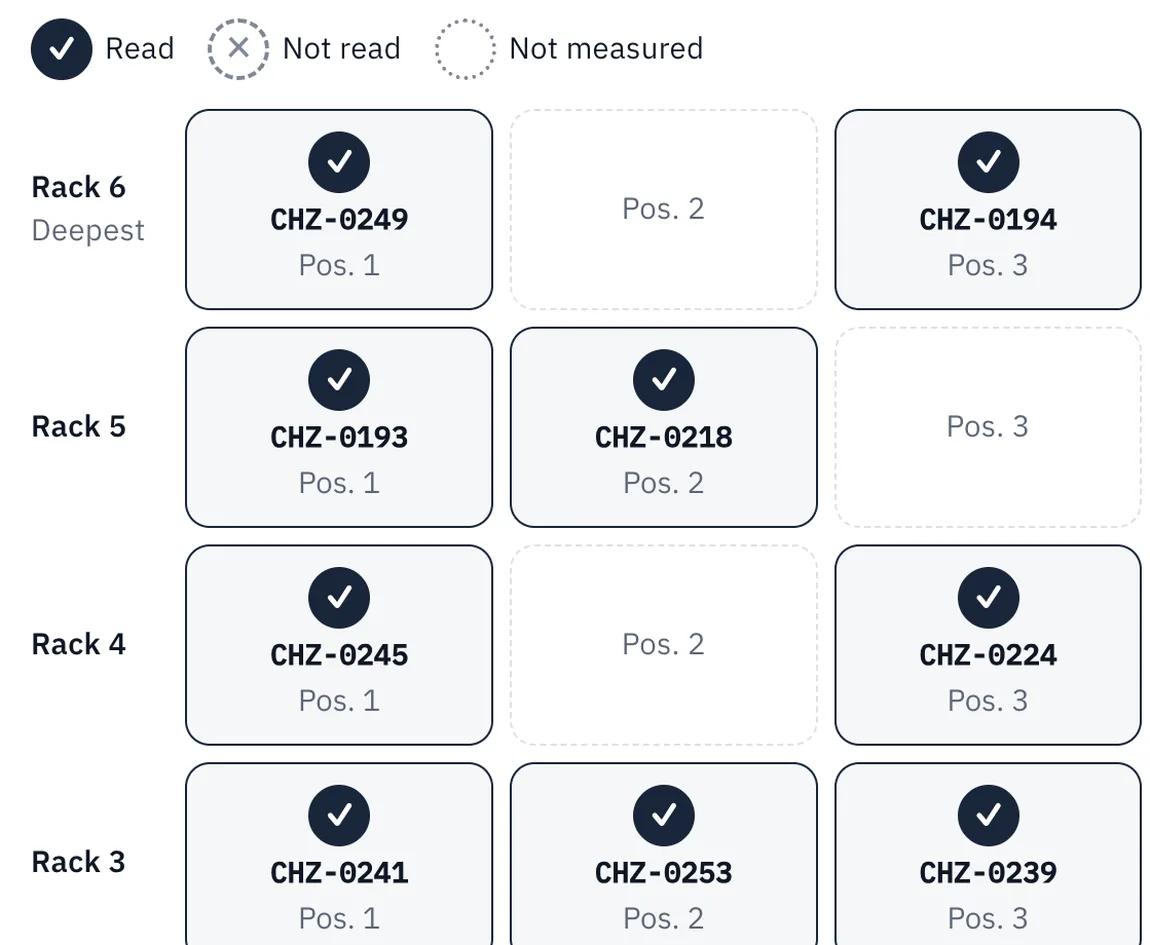 Read Not read Not measured
Rack 6
Deepest
CHZ-0249
Pos. 1
Pos. 2
CHZ-0194
Pos. 3
Rack 5
CHZ-0193
Pos. 1
CHZ-0218
Pos. 2
Pos. 3
Rack 4
CHZ-0245
Pos. 1
Pos. 2
CHZ-0224
Pos. 3
Rack 3
CHZ-0241
Pos. 1
CHZ-0253
Pos. 2
CHZ-0239
Pos. 3